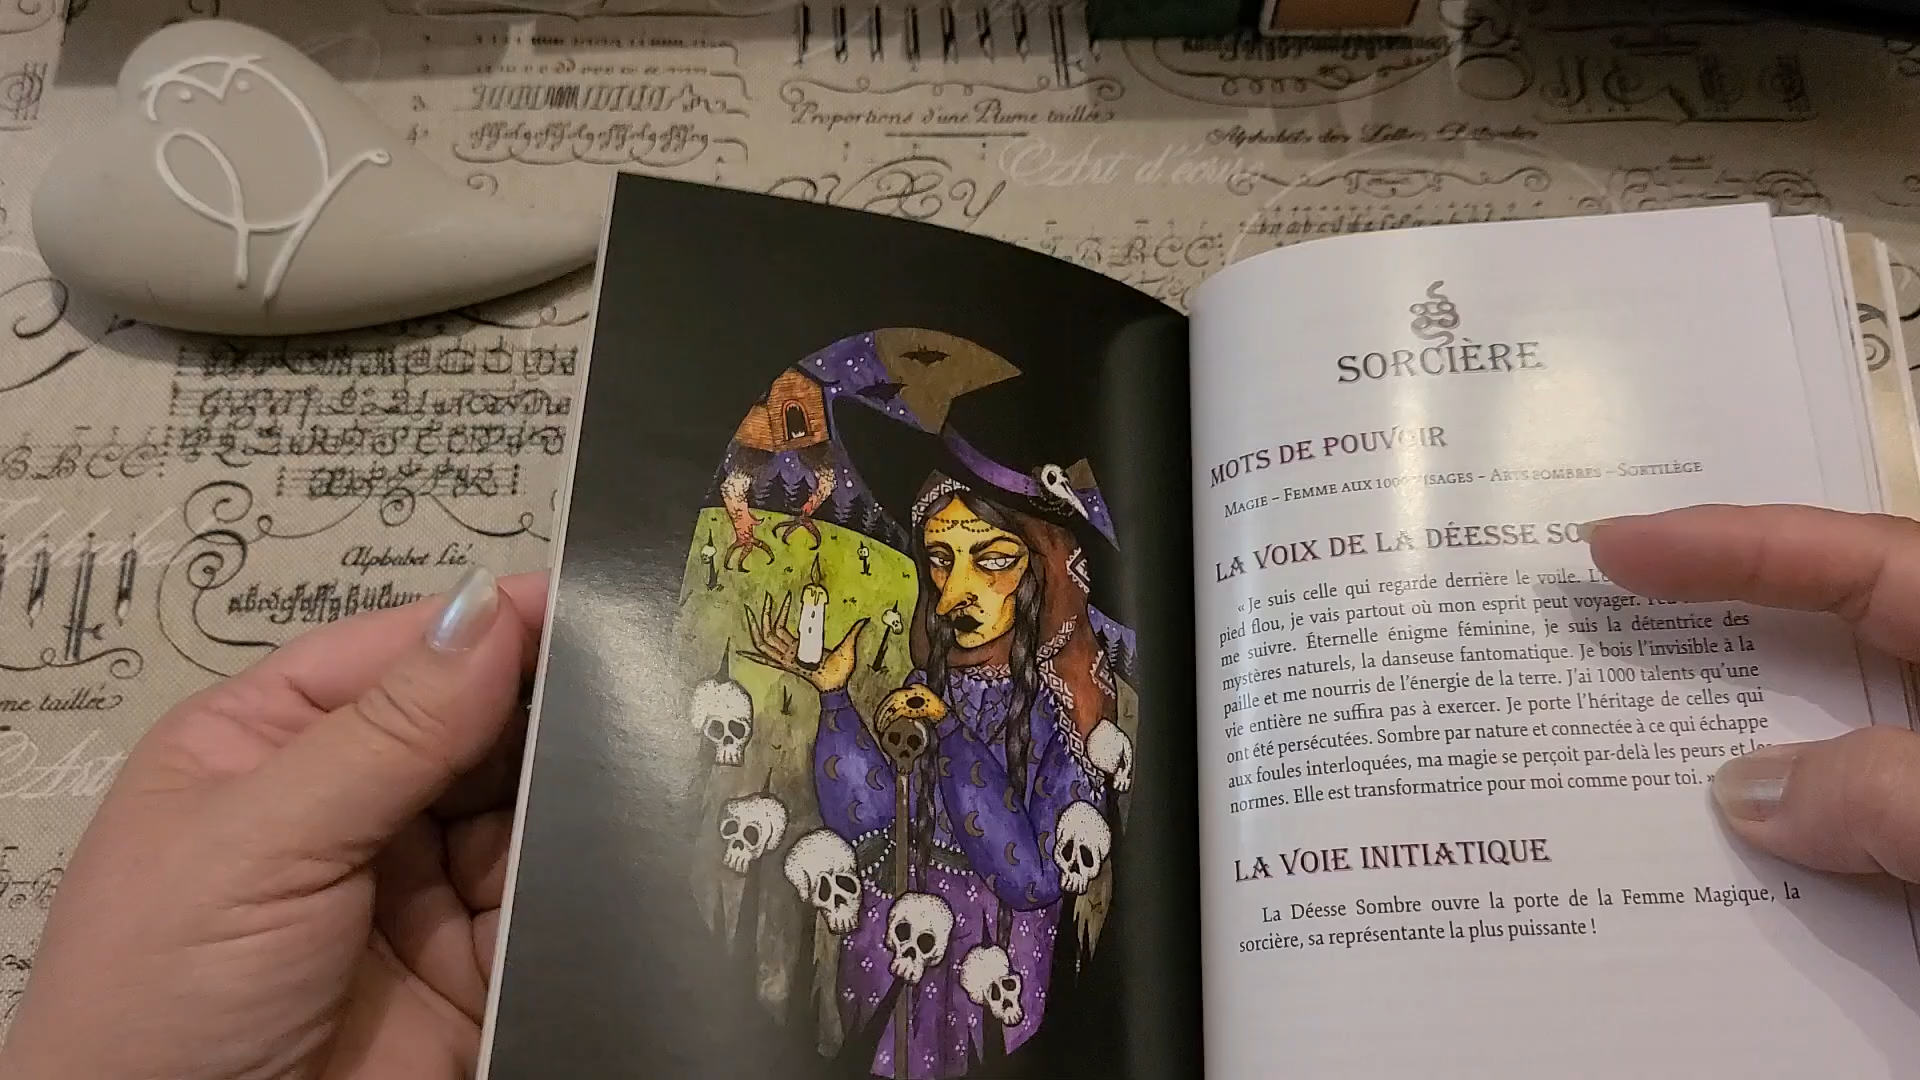 Proportions d'une Plume taillée
Art d'écrire
Alphabet Lié.
me taillée
SORCIÈRE
MOTS DE POUVOIR
MAGIE – FEMME AUX 1000 VISAGES – ARTS SOMBRES – SORTILÈGE
LA VOIX DE LA DÉESSE SO
« Je suis celle qui regarde derrière le voile.
pied flou, je vais partout où mon esprit peut voyager.
me suivre. Éternelle énigme féminine, je suis la détentrice des
mystères naturels, la danseuse fantomatique. Je bois l'invisible à la
paille et me nourris de l'énergie de la terre. J'ai 1000 talents qu'une
vie entière ne suffira pas à exercer. Je porte l'héritage de celles qui
ont été persécutées. Sombre par nature et connectée à ce qui échappe
aux foules interloquées, ma magie se perçoit par-delà les peurs et les
normes. Elle est transformatrice pour moi comme pour toi. »
LA VOIE INITIATIQUE
La Déesse Sombre ouvre la porte de la Femme Magique, la
sorcière, sa représentante la plus puissante !